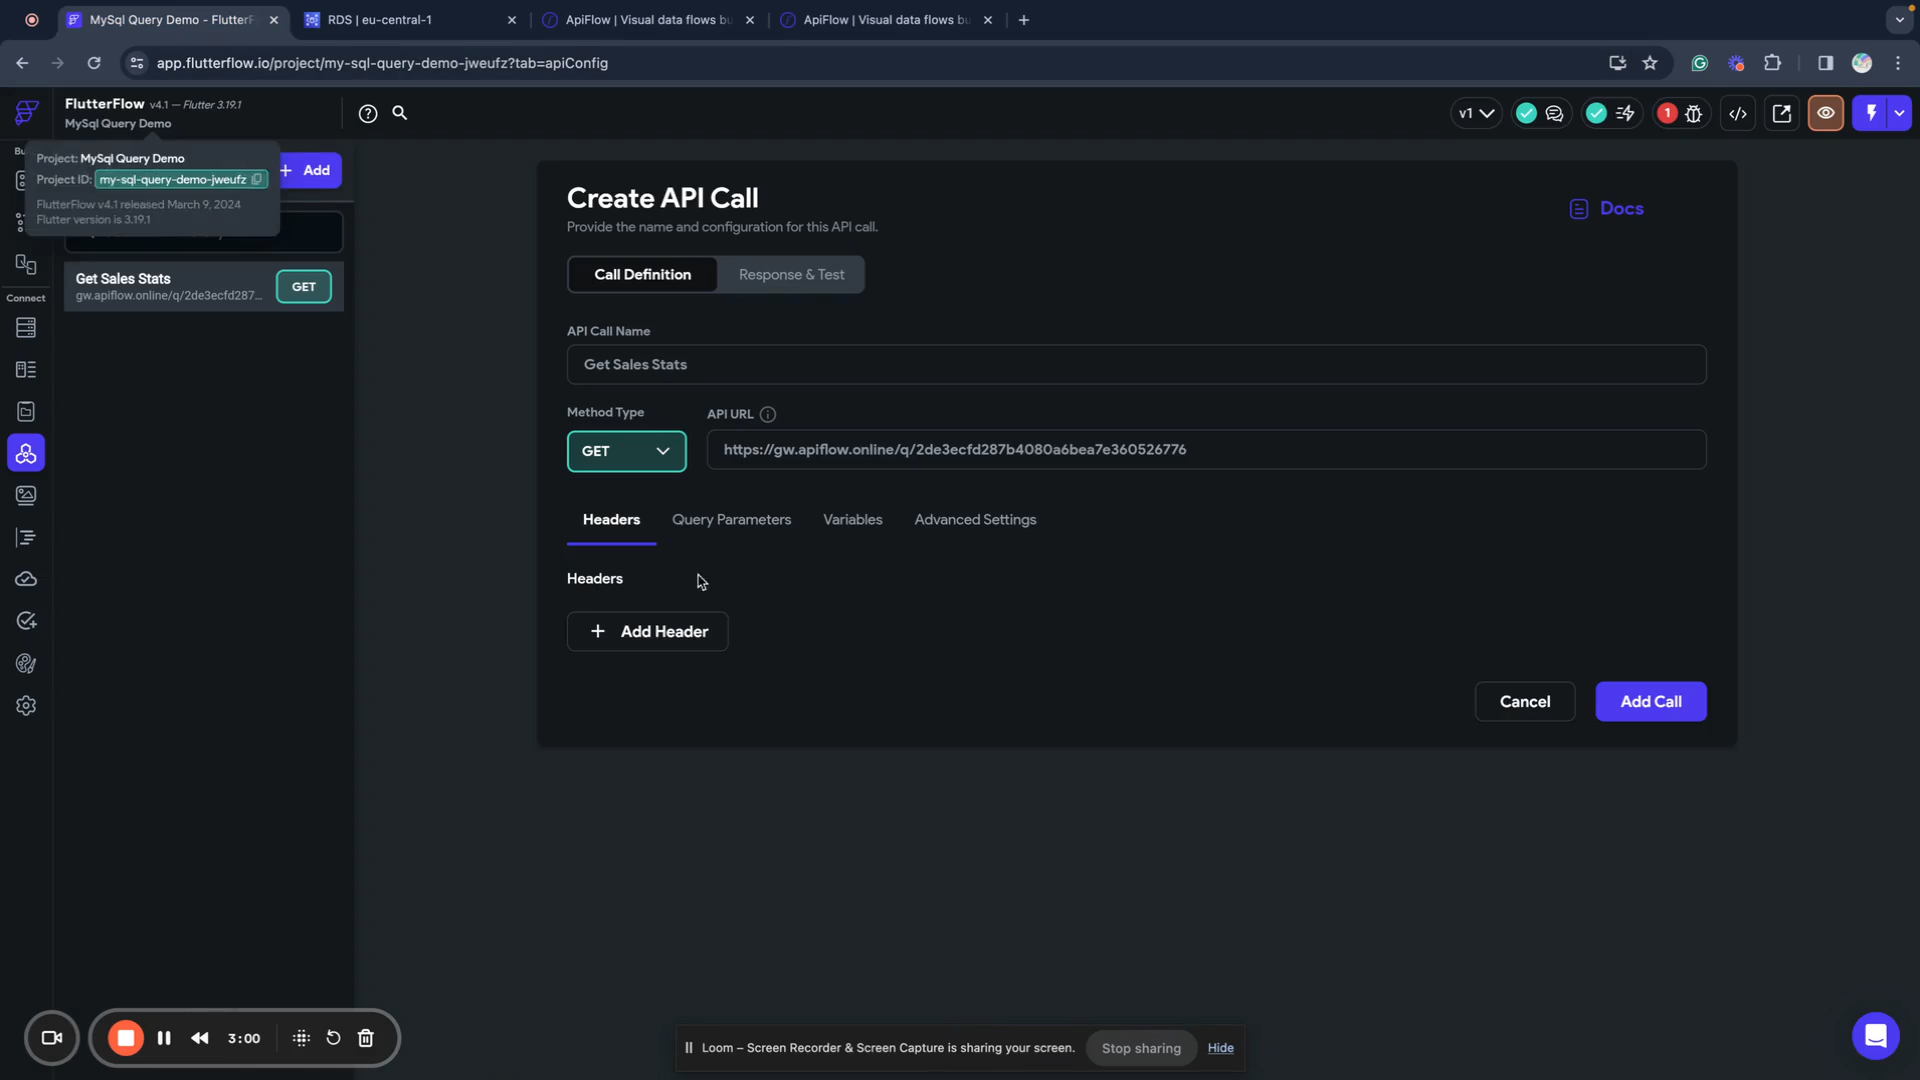 MySql Query Demo - FlutterF
RDS | eu-central-1
ApiFlow | Visual data flows bu
ApiFlow | Visual data flows bu
app.flutterflow.io/project/my-sql-query-demo-jweufz?tab=apiConfig
FlutterFlow v4.1 — Flutter 3.19.1
MySql Query Demo
v1
1
Bu
Project: MySql Query Demo
Project ID: my-sql-query-demo-jweufz
FlutterFlow v4.1 released March 9, 2024
Flutter version is 3.19.1
+ Add
Get Sales Stats
gw.apiflow.online/q/2de3ecfd287...
GET
Connect
Create API Call
Provide the name and configuration for this API call.
Docs
Call Definition
Response & Test
API Call Name
Get Sales Stats
Method Type
API URL
GET
https://gw.apiflow.online/q/2de3ecfd287b4080a6bea7e360526776
Headers
Query Parameters
Variables
Advanced Settings
Headers
+ Add Header
Cancel
Add Call
3:00
Loom – Screen Recorder & Screen Capture is sharing your screen.
Stop sharing
Hide